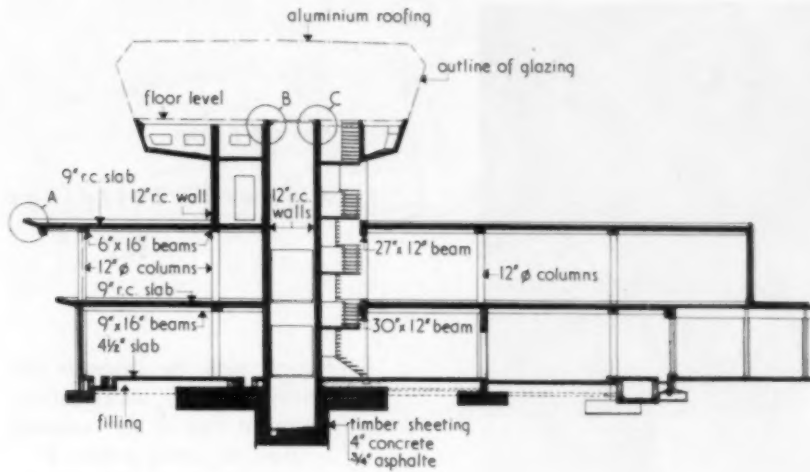 aluminium roofing
outline of glazing
floor level
B
C
9" r.c. slab
A
12" r.c. wall
12" r.c.
walls
6" x 16" beams
27" x 12" beam
12" ø columns
12" ø columns
9" r.c. slab
9" x 16" beams
30" x 12" beam
4½" slab
filling
timber sheeting
4" concrete
¾" asphalte